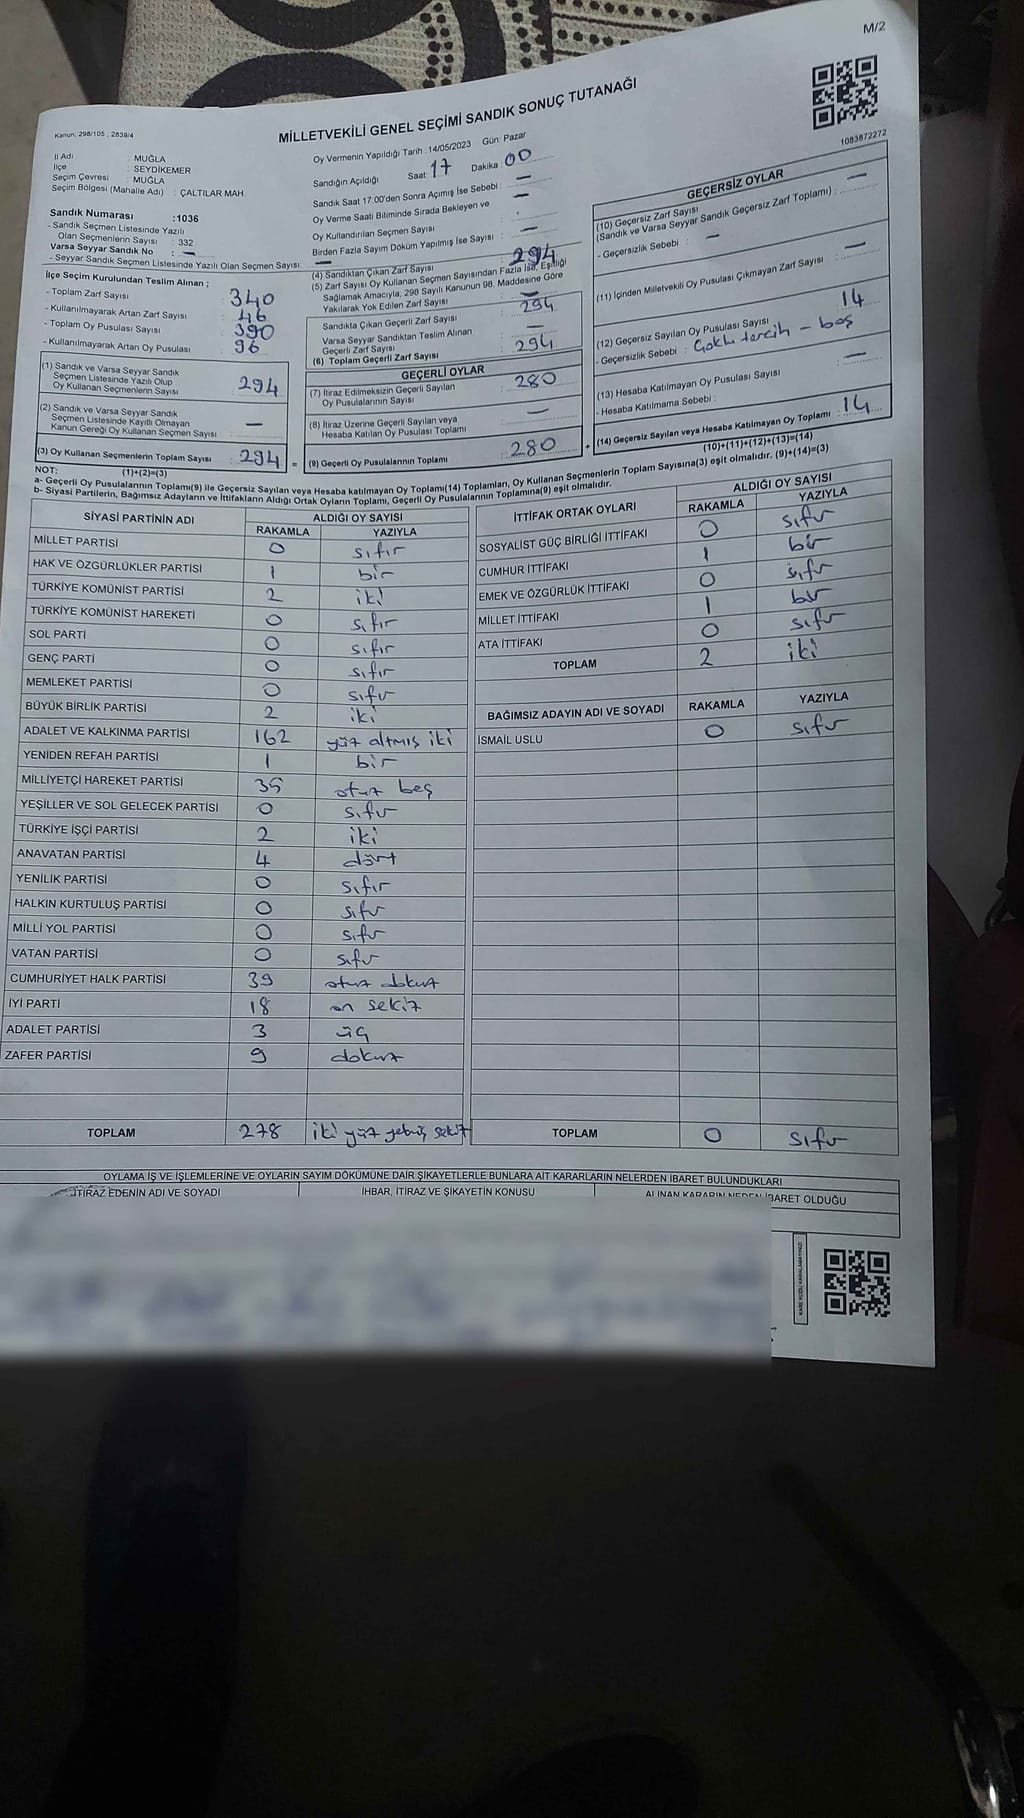 M/2
Kanun: 298/105 ; 2839/4
MİLLETVEKİLİ GENEL SEÇİMİ SANDIK SONUÇ TUTANAĞI
1083872272
İl Adı : MUĞLA
İlçe : SEYDİKEMER
Seçim Çevresi : MUĞLA
Seçim Bölgesi (Mahalle Adı) : ÇALTILAR MAH.
Sandık Numarası :1036
- Sandık Seçmen Listesinde Yazılı
Olan Seçmenlerin Sayısı : 332
Varsa Seyyar Sandık No : —
- Seyyar Sandık Seçmen Listesinde Yazılı Olan Seçmen Sayısı: —
Oy Vermenin Yapıldığı Tarih :14/05/2023 Gün: Pazar
Sandığın Açıldığı Saat: 17 Dakika : 00
Sandık Saat 17.00'den Sonra Açımış İse Sebebi : —
Oy Verme Saati Bitiminde Sırada Bekleyen ve —
Oy Kullandırılan Seçmen Sayısı :
Birden Fazla Sayım Döküm Yapılmış İse Sayısı : —
İlçe Seçim Kurulundan Teslim Alınan ;
- Toplam Zarf Sayısı : 340
- Kullanılmayarak Artan Zarf Sayısı : 46
- Toplam Oy Pusulası Sayısı : 390
- Kullanılmayarak Artan Oy Pusulası : 96
(1) Sandık ve Varsa Seyyar Sandık
Seçmen Listesinde Yazılı Olup
Oy Kullanan Seçmenlerin Sayısı : 294
(2) Sandık ve Varsa Seyyar Sandık
Seçmen Listesinde Kayıtlı Olmayan
Kanun Gereği Oy Kullanan Seçmen Sayısı : —
(3) Oy Kullanan Seçmenlerin Toplam Sayısı : 294 =
(1)+(2)=(3)
(4) Sandıktan Çıkan Zarf Sayısı : 294
(5) Zarf Sayısı Oy Kullanan Seçmen Sayısından Fazla İse, Eşitliği
Sağlamak Amacıyla, 298 Sayılı Kanunun 98. Maddesine Göre
Yakılarak Yok Edilen Zarf Sayısı : —
Sandıkta Çıkan Geçerli Zarf Sayısı : 294
Varsa Seyyar Sandıktan Teslim Alınan
Geçerli Zarf Sayısı : —
(6) Toplam Geçerli Zarf Sayısı : 294
GEÇERLİ OYLAR
(7) İtiraz Edilmeksizin Geçerli Sayılan
Oy Pusulalarının Sayısı : 280
(8) İtiraz Üzerine Geçerli Sayılan veya
Hesaba Katılan Oy Pusulası Toplamı : —
(9) Geçerli Oy Pusulalarının Toplamı : 280 +
GEÇERSİZ OYLAR
(10) Geçersiz Zarf Sayısı
(Sandık ve Varsa Seyyar Sandık Geçersiz Zarf Toplamı) : —
- Geçersizlik Sebebi : —
(11) İçinden Milletvekili Oy Pusulası Çıkmayan Zarf Sayısı : —
(12) Geçersiz Sayılan Oy Pusulası Sayısı : 14
- Geçersizlik Sebebi : Çoklu tercih - boş
(13) Hesaba Katılmayan Oy Pusulası Sayısı : —
- Hesaba Katılmama Sebebi :
(14) Geçersiz Sayılan veya Hesaba Katılmayan Oy Toplamı : 14
(10)+(11)+(12)+(13)=(14)
NOT:
a- Geçerli Oy Pusulalarının Toplamı(9) ile Geçersiz Sayılan veya Hesaba katılmayan Oy Toplamı(14) Toplamları, Oy Kullanan Seçmenlerin Toplam Sayısına(3) eşit olmalıdır. (9)+(14)=(3)
b- Siyasi Partilerin, Bağımsız Adayların ve İttifakların Aldığı Ortak Oyların Toplamı, Geçerli Oy Pusulalarının Toplamına(9) eşit olmalıdır.
SİYASİ PARTİNİN ADI ALDIĞI OY SAYISI
RAKAMLA YAZIYLA
MİLLET PARTİSİ 0 sıfır
HAK VE ÖZGÜRLÜKLER PARTİSİ 1 bir
TÜRKİYE KOMÜNİST PARTİSİ 2 iki
TÜRKİYE KOMÜNİST HAREKETİ 0 sıfır
SOL PARTİ 0 sıfır
GENÇ PARTİ 0 sıfır
MEMLEKET PARTİSİ 0 sıfır
BÜYÜK BİRLİK PARTİSİ 2 iki
ADALET VE KALKINMA PARTİSİ 162 yüz altmış iki
YENİDEN REFAH PARTİSİ 1 bir
MİLLİYETÇİ HAREKET PARTİSİ 35 otuz beş
YEŞİLLER VE SOL GELECEK PARTİSİ 0 sıfır
TÜRKİYE İŞÇİ PARTİSİ 2 iki
ANAVATAN PARTİSİ 4 dört
YENİLİK PARTİSİ 0 sıfır
HALKIN KURTULUŞ PARTİSİ 0 sıfır
MİLLİ YOL PARTİSİ 0 sıfır
VATAN PARTİSİ 0 sıfır
CUMHURİYET HALK PARTİSİ 39 otuz dokuz
İYİ PARTİ 18 on sekiz
ADALET PARTİSİ 3 üç
ZAFER PARTİSİ 9 dokuz
TOPLAM 278 iki yüz yetmiş sekiz
İTTİFAK ORTAK OYLARI ALDIĞI OY SAYISI
RAKAMLA YAZIYLA
SOSYALİST GÜÇ BİRLİĞİ İTTİFAKI 0 sıfır
CUMHUR İTTİFAKI 1 bir
EMEK VE ÖZGÜRLÜK İTTİFAKI 0 sıfır
MİLLET İTTİFAKI 1 bir
ATA İTTİFAKI 0 sıfır
TOPLAM 2 iki
BAĞIMSIZ ADAYIN ADI VE SOYADI RAKAMLA YAZIYLA
İSMAİL USLU 0 sıfır
TOPLAM 0 sıfır
OYLAMA İŞ VE İŞLEMLERİNE VE OYLARIN SAYIM DÖKÜMÜNE DAİR ŞİKAYETLERLE BUNLARA AİT KARARLARIN NELERDEN İBARET BULUNDUKLARI
İTİRAZ EDENİN ADI VE SOYADI İHBAR, İTİRAZ VE ŞİKAYETİN KONUSU ALINAN KARARIN NEDEN İBARET OLDUĞU